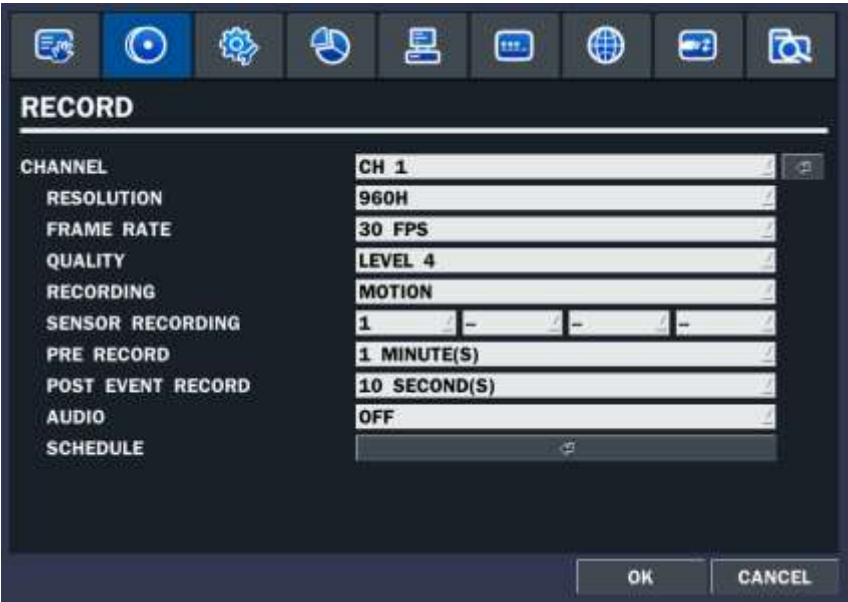 RECORD
CHANNEL CH 1
RESOLUTION 960H
FRAME RATE 30 FPS
QUALITY LEVEL 4
RECORDING MOTION
SENSOR RECORDING 1 – – –
PRE RECORD 1 MINUTE(S)
POST EVENT RECORD 10 SECOND(S)
AUDIO OFF
SCHEDULE
OK CANCEL